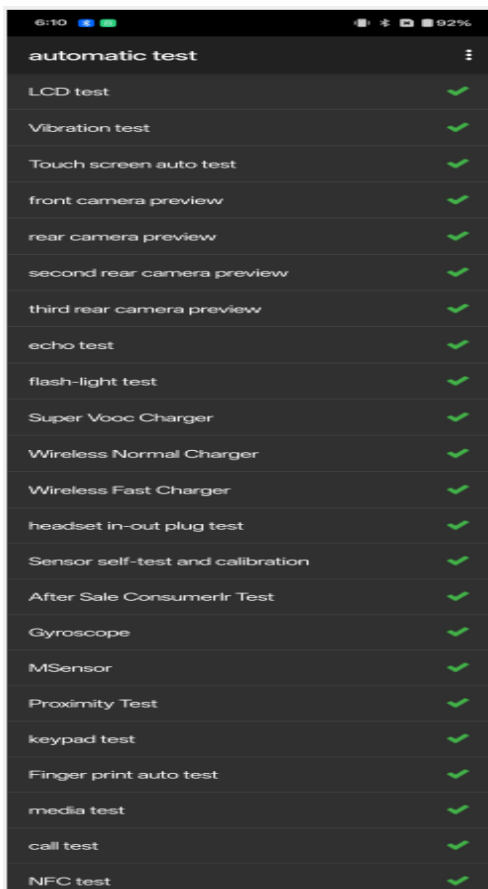 6:10 92%
automatic test
LCD test
Vibration test
Touch screen auto test
front camera preview
rear camera preview
second rear camera preview
third rear camera preview
echo test
flash-light test
Super Vooc Charger
Wireless Normal Charger
Wireless Fast Charger
headset in-out plug test
Sensor self-test and calibration
After Sale ConsumerIr Test
Gyroscope
MSensor
Proximity Test
keypad test
Finger print auto test
media test
call test
NFC test